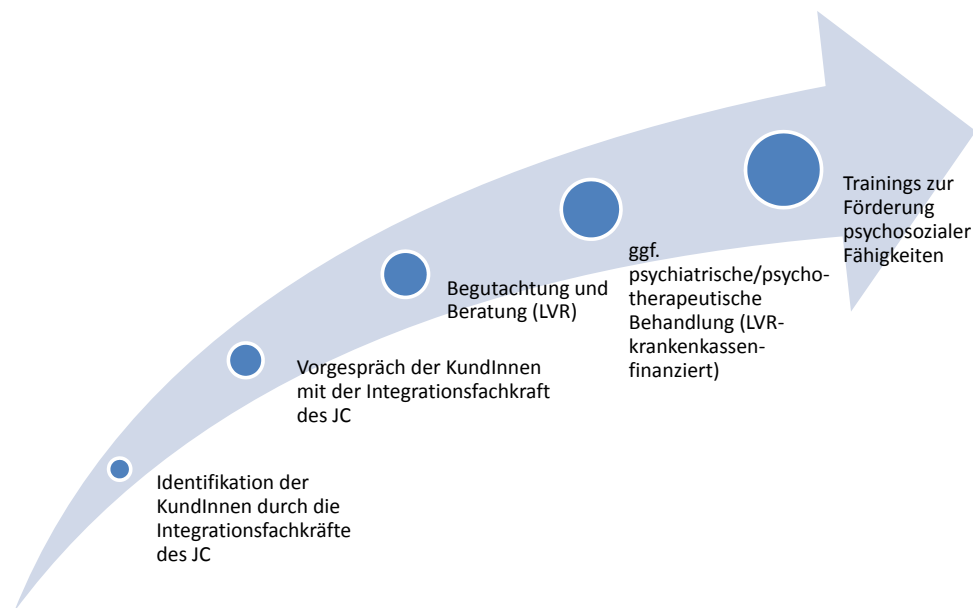 Identifikation der
KundInnen durch die
Integrationsfachkräfte
des JC
Vorgespräch der KundInnen
mit der Integrationsfachkraft
des JC
Begutachtung und
Beratung (LVR)
ggf.
psychiatrische/psycho-
therapeutische
Behandlung (LVR-
krankenkassen-
finanziert)
Trainings zur
Förderung
psychosozialer
Fähigkeiten